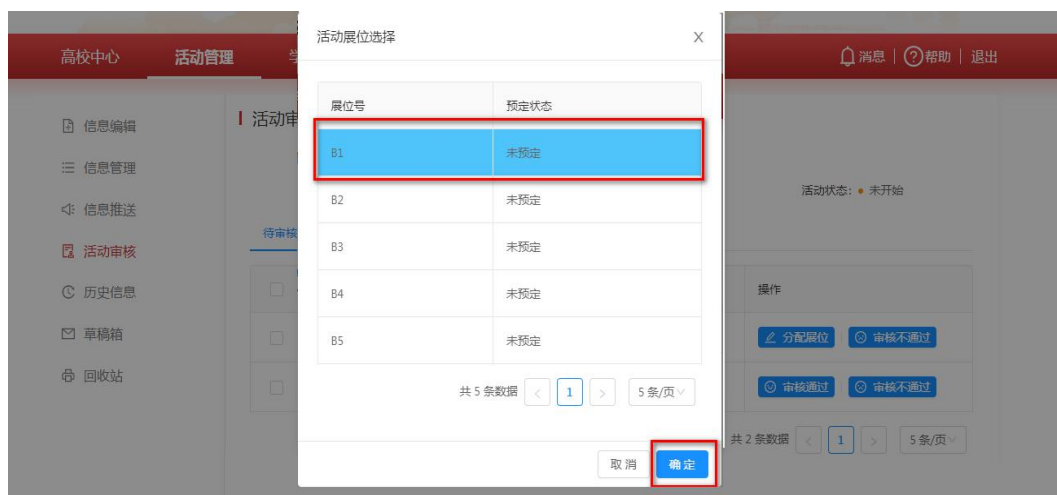 活动展位选择 X
高校中心 活动管理 学 消息 ? 帮助 退出
展位号 预定状态
信息编辑 活动审
B1 未预定
信息管理
活动状态: 未开始
B2 未预定
信息推送
待审核
B3 未预定
活动审核
历史信息 B4 未预定 操作
草稿箱 B5 未预定 分配展位 审核不通过
回收站 审核通过 审核不通过
共 5 条数据 < 1 > 5 条/页
共 2 条数据 < 1 > 5 条/页
取 消 确 定